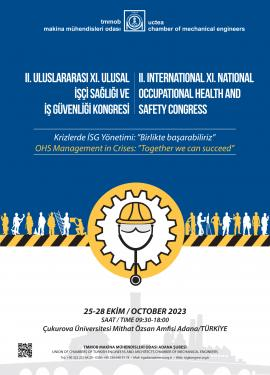 tmmob
makina mühendisleri odası
uctea
chamber of mechanical engineers
II. ULUSLARARASI XI. ULUSAL
İŞÇİ SAĞLIĞI VE
İŞ GÜVENLİĞİ KONGRESİ
II. INTERNATIONAL XI. NATIONAL
OCCUPATIONAL HEALTH AND
SAFETY CONGRESS
Krizlerde İSG Yönetimi: "Birlikte başarabiliriz"
OHS Management in Crises: "Together we can succeed"
25-28 EKİM / OCTOBER 2023
SAAT / TIME 09:30-18:00
Çukurova Üniversitesi Mithat Özsan Amfisi Adana/TÜRKİYE
TMMOB MAKİNA MÜHENDİSLERİ ODASI ADANA ŞUBESİ
UNION OF CHAMBERS OF TURKISH ENGINEERS AND ARCHITECTS CHAMBER OF MECHANICAL ENGINEERS